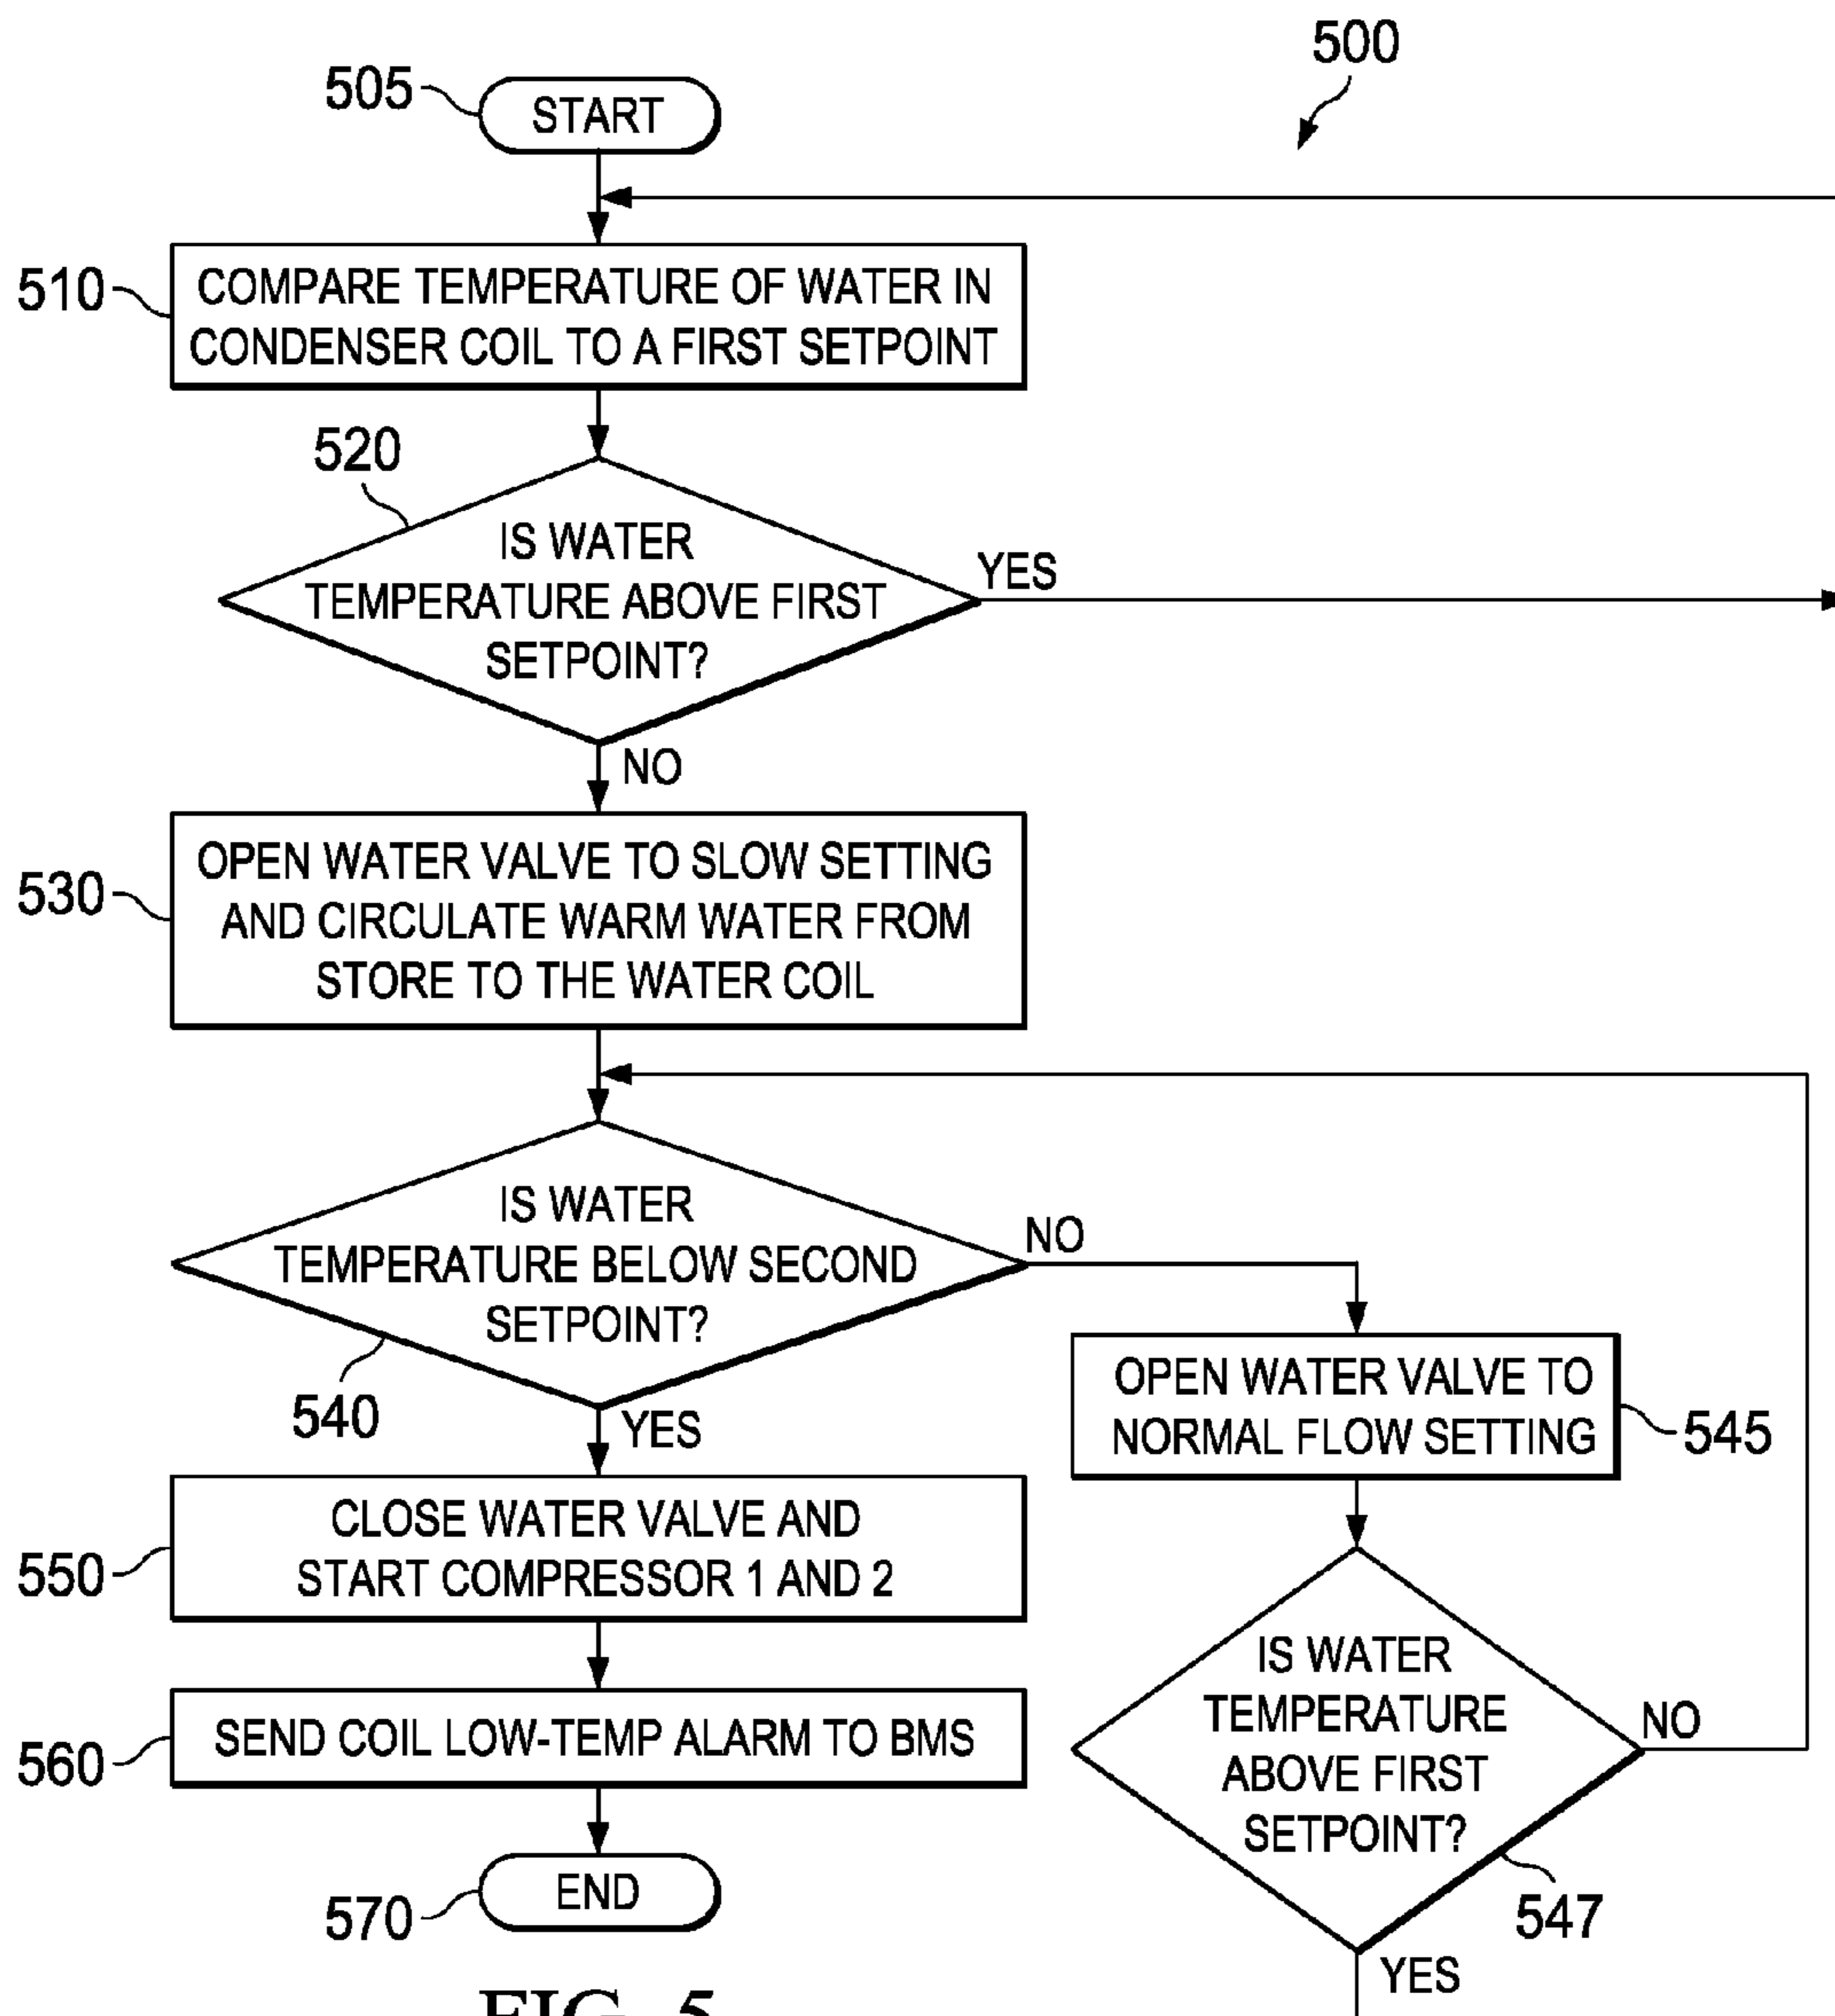 500
505
START
510
COMPARE TEMPERATURE OF WATER IN
CONDENSER COIL TO A FIRST SETPOINT
520
IS WATER
TEMPERATURE ABOVE FIRST
SETPOINT?
YES
NO
530
OPEN WATER VALVE TO SLOW SETTING
AND CIRCULATE WARM WATER FROM
STORE TO THE WATER COIL
IS WATER
TEMPERATURE BELOW SECOND
SETPOINT?
540
NO
YES
OPEN WATER VALVE TO
NORMAL FLOW SETTING
545
550
CLOSE WATER VALVE AND
START COMPRESSOR 1 AND 2
IS WATER
TEMPERATURE
ABOVE FIRST
SETPOINT?
NO
547
YES
560
SEND COIL LOW-TEMP ALARM TO BMS
570
END
FIG. 5